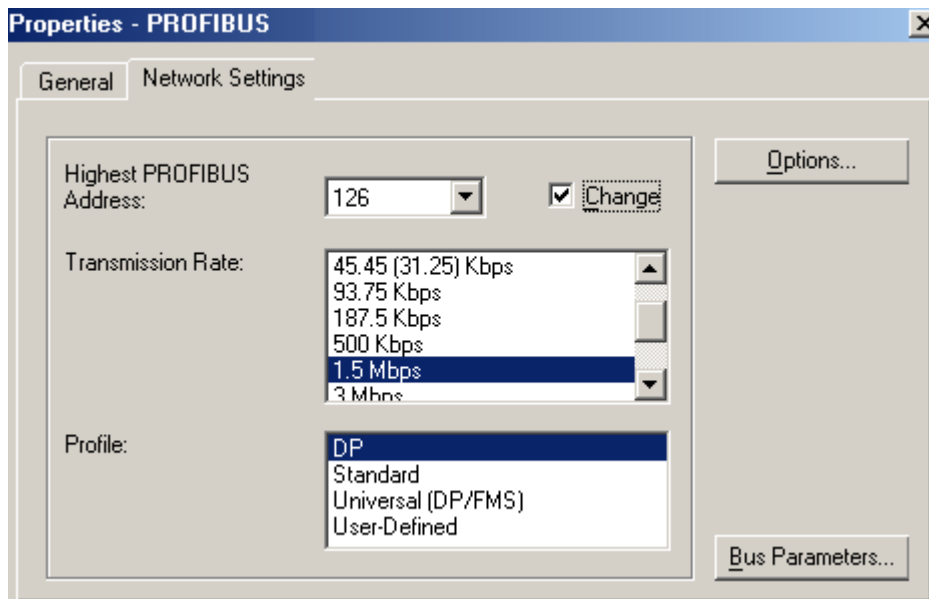 Properties - PROFIBUS
General
Network Settings
Highest PROFIBUS
Address:
126
Change
Options...
Transmission Rate:
45.45 (31.25) Kbps
93.75 Kbps
187.5 Kbps
500 Kbps
1.5 Mbps
3 Mbps
Profile:
DP
Standard
Universal (DP/FMS)
User-Defined
Bus Parameters...